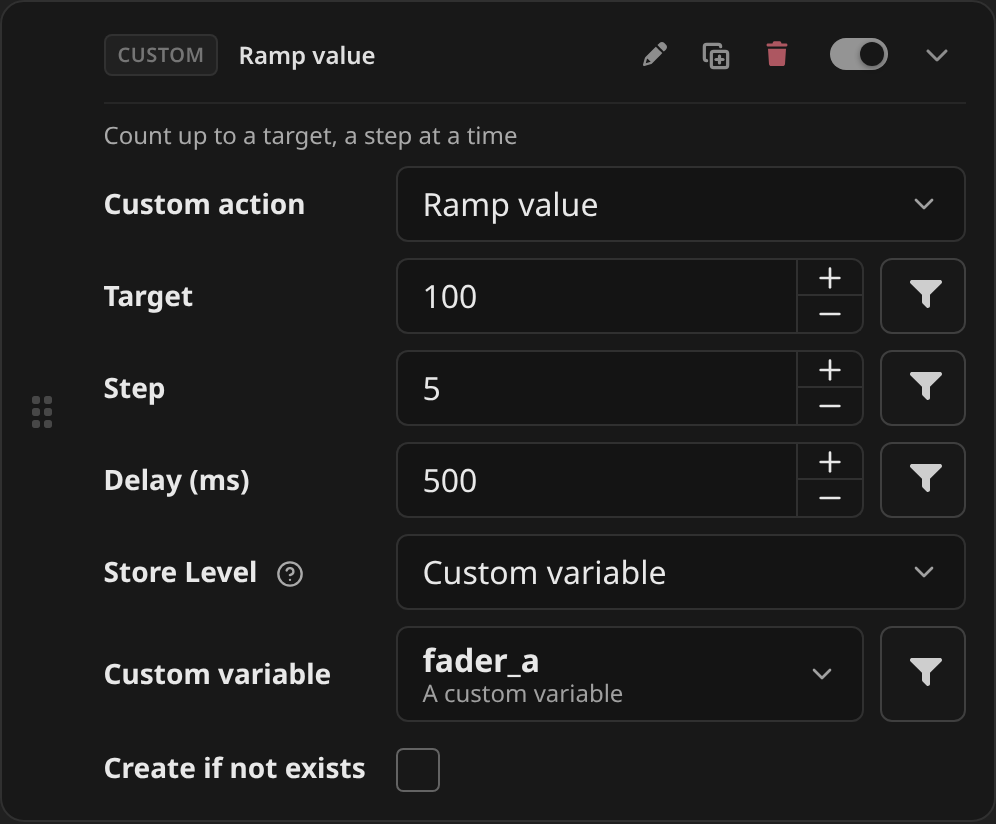 CUSTOM Ramp value
Count up to a target, a step at a time
Custom action Ramp value
Target 100
Step 5
Delay (ms) 500
Store Level Custom variable
Custom variable fader_a
A custom variable
Create if not exists